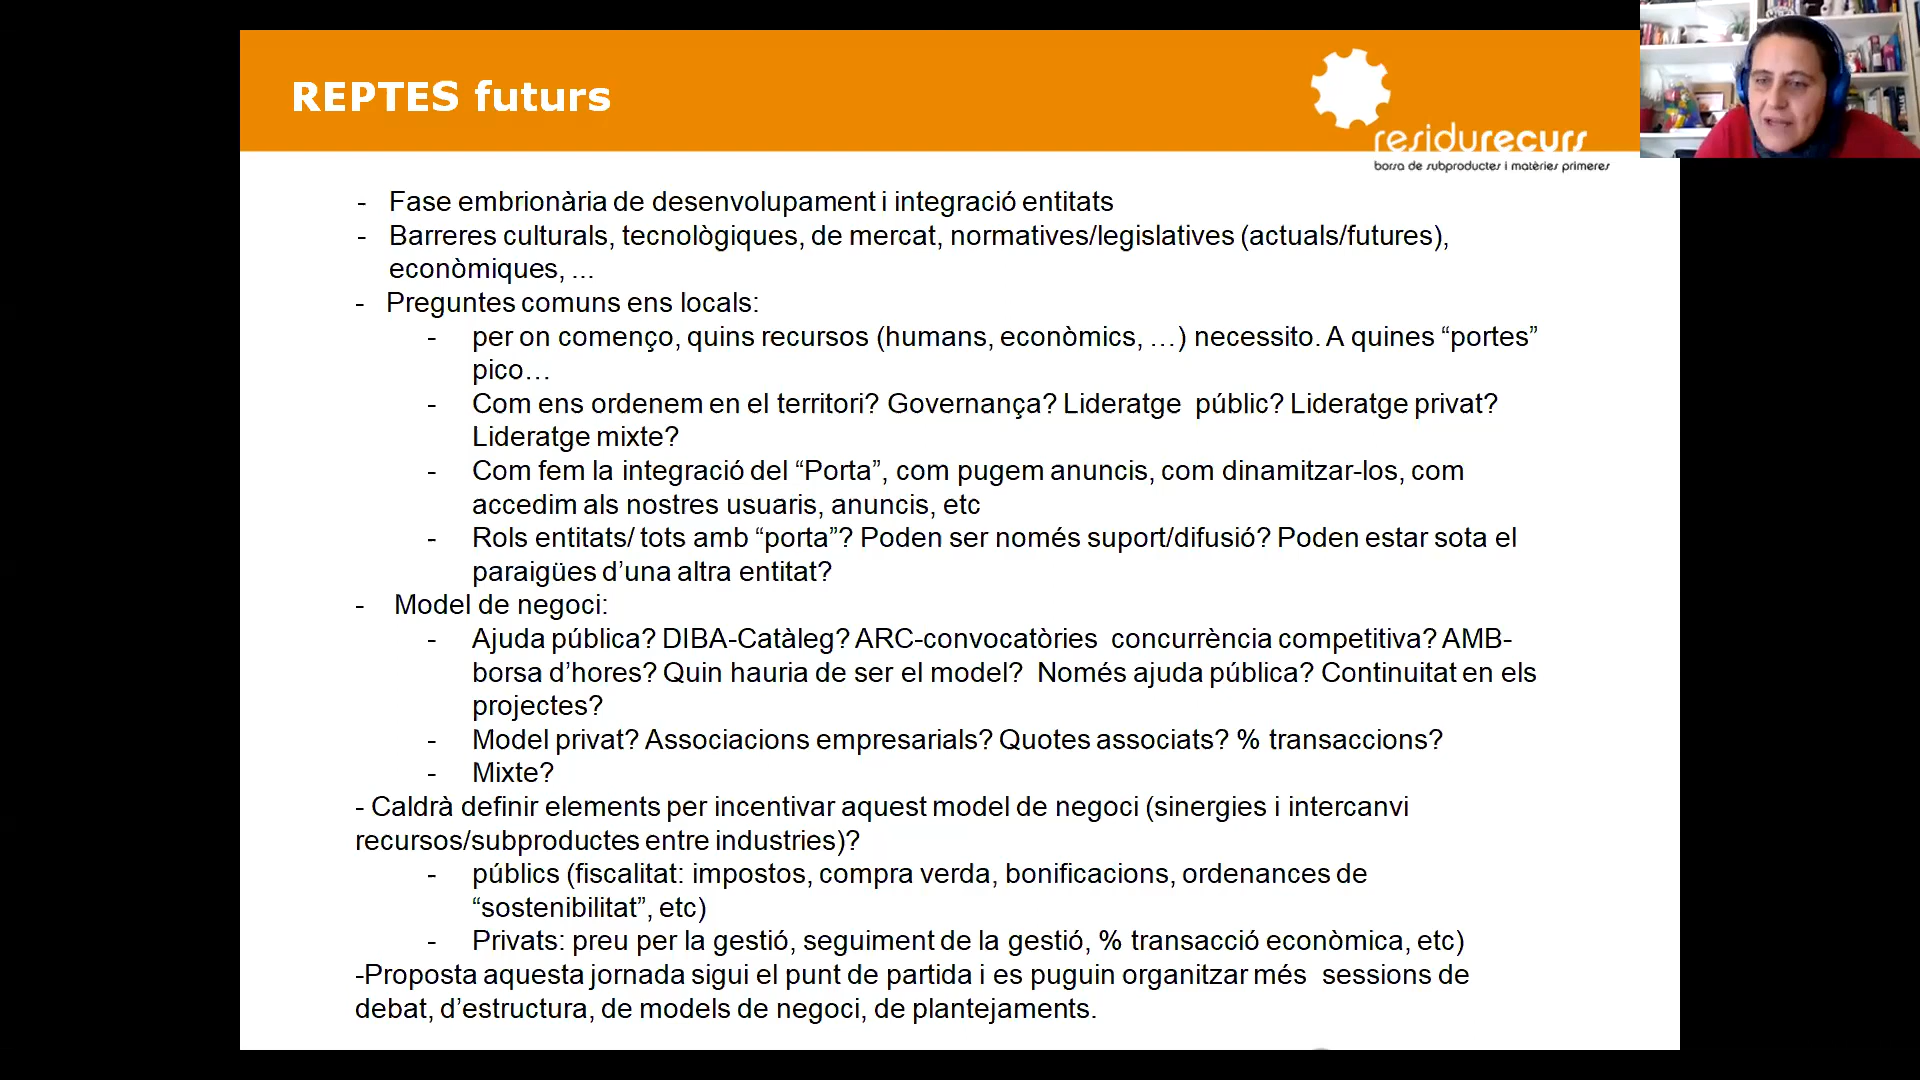 REPTES futurs
residurecurs
borsa de subproductes i matèries primeres
- Fase embrionària de desenvolupament i integració entitats
- Barreres culturals, tecnològiques, de mercat, normatives/legislatives (actuals/futures),
econòmiques, ...
- Preguntes comuns ens locals:
- per on començo, quins recursos (humans, econòmics, …) necessito. A quines “portes”
pico…
- Com ens ordenem en el territori? Governança? Lideratge públic? Lideratge privat?
Lideratge mixte?
- Com fem la integració del “Porta”, com pugem anuncis, com dinamitzar-los, com
accedim als nostres usuaris, anuncis, etc
- Rols entitats/ tots amb “porta”? Poden ser només suport/difusió? Poden estar sota el
paraigües d’una altra entitat?
- Model de negoci:
- Ajuda pública? DIBA-Catàleg? ARC-convocatòries concurrència competitiva? AMB-
borsa d’hores? Quin hauria de ser el model? Només ajuda pública? Continuitat en els
projectes?
- Model privat? Associacions empresarials? Quotes associats? % transaccions?
- Mixte?
- Caldrà definir elements per incentivar aquest model de negoci (sinergies i intercanvi
recursos/subproductes entre industries)?
- públics (fiscalitat: impostos, compra verda, bonificacions, ordenances de
“sostenibilitat”, etc)
- Privats: preu per la gestió, seguiment de la gestió, % transacció econòmica, etc)
-Proposta aquesta jornada sigui el punt de partida i es puguin organitzar més sessions de
debat, d’estructura, de models de negoci, de plantejaments.